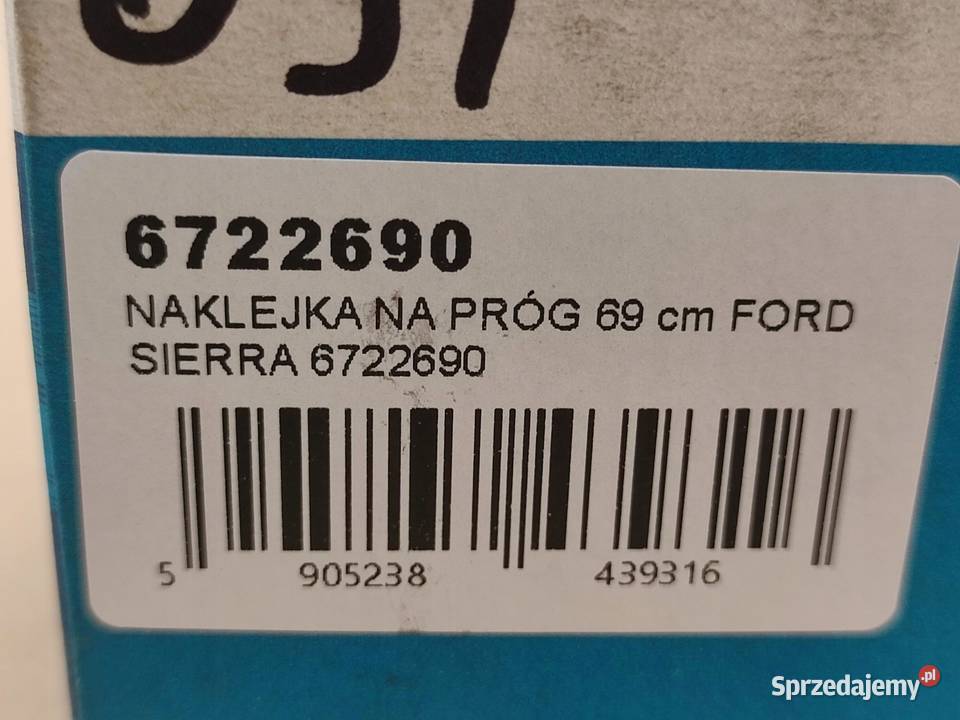 6722690
NAKLEJKA NA PRÓG 69 cm FORD
SIERRA 6722690
5 905238 439316
Sprzedajemy.pl